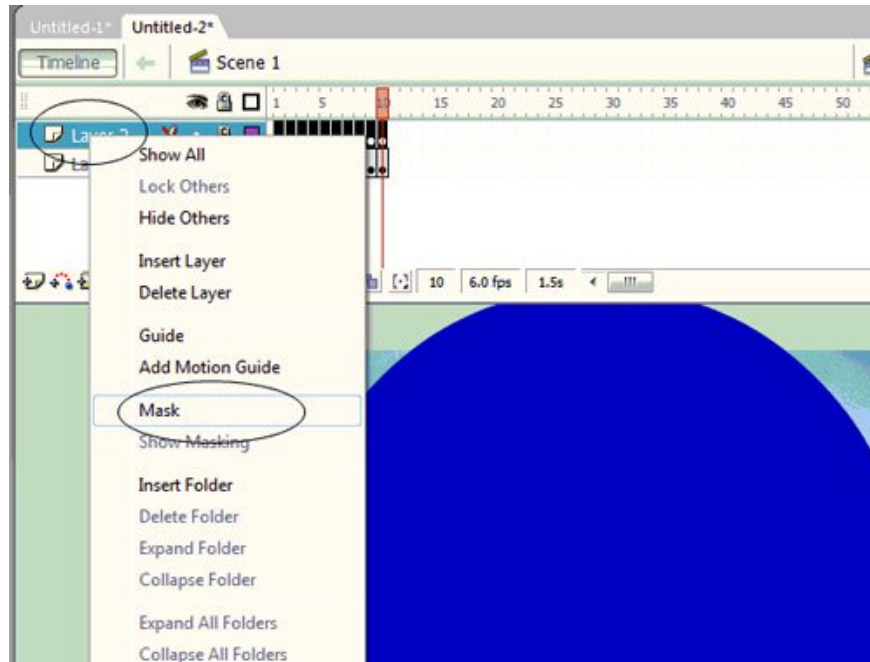 Untitled-1* Untitled-2*
Timeline Scene 1
1 5 10 15 20 25 30 35 40 45 50
Layer 2
Show All
Lock Others
Hide Others
Insert Layer
Delete Layer
10 6.0 fps 1.5s
Guide
Add Motion Guide
Mask
Show Masking
Insert Folder
Delete Folder
Expand Folder
Collapse Folder
Expand All Folders
Collapse All Folders